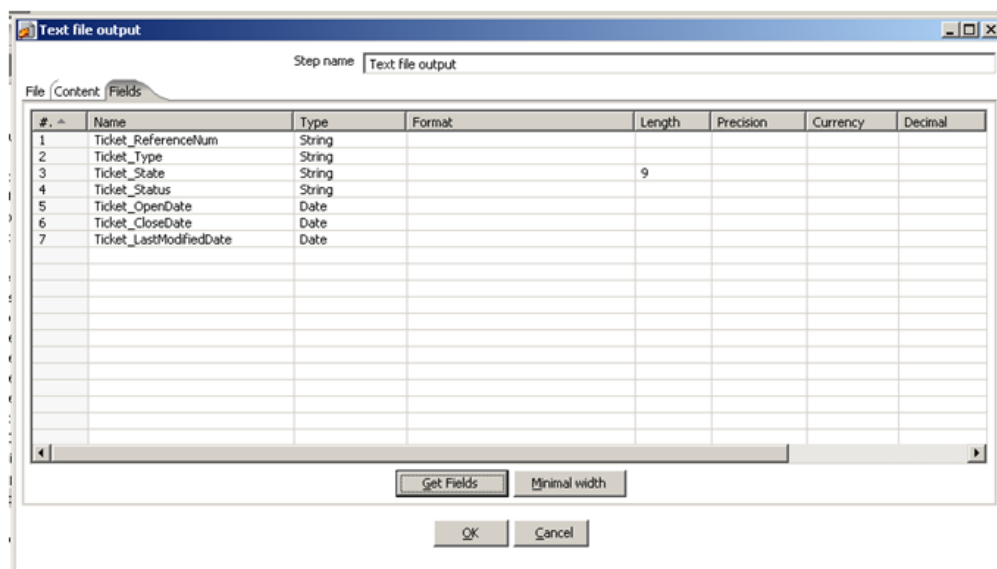 Text file output
Step name Text file output
File Content Fields
#. Name Type Format Length Precision Currency Decimal
1 Ticket_ReferenceNum String
2 Ticket_Type String
3 Ticket_State String 9
4 Ticket_Status String
5 Ticket_OpenDate Date
6 Ticket_CloseDate Date
7 Ticket_LastModifiedDate Date
Get Fields Minimal width
OK Cancel